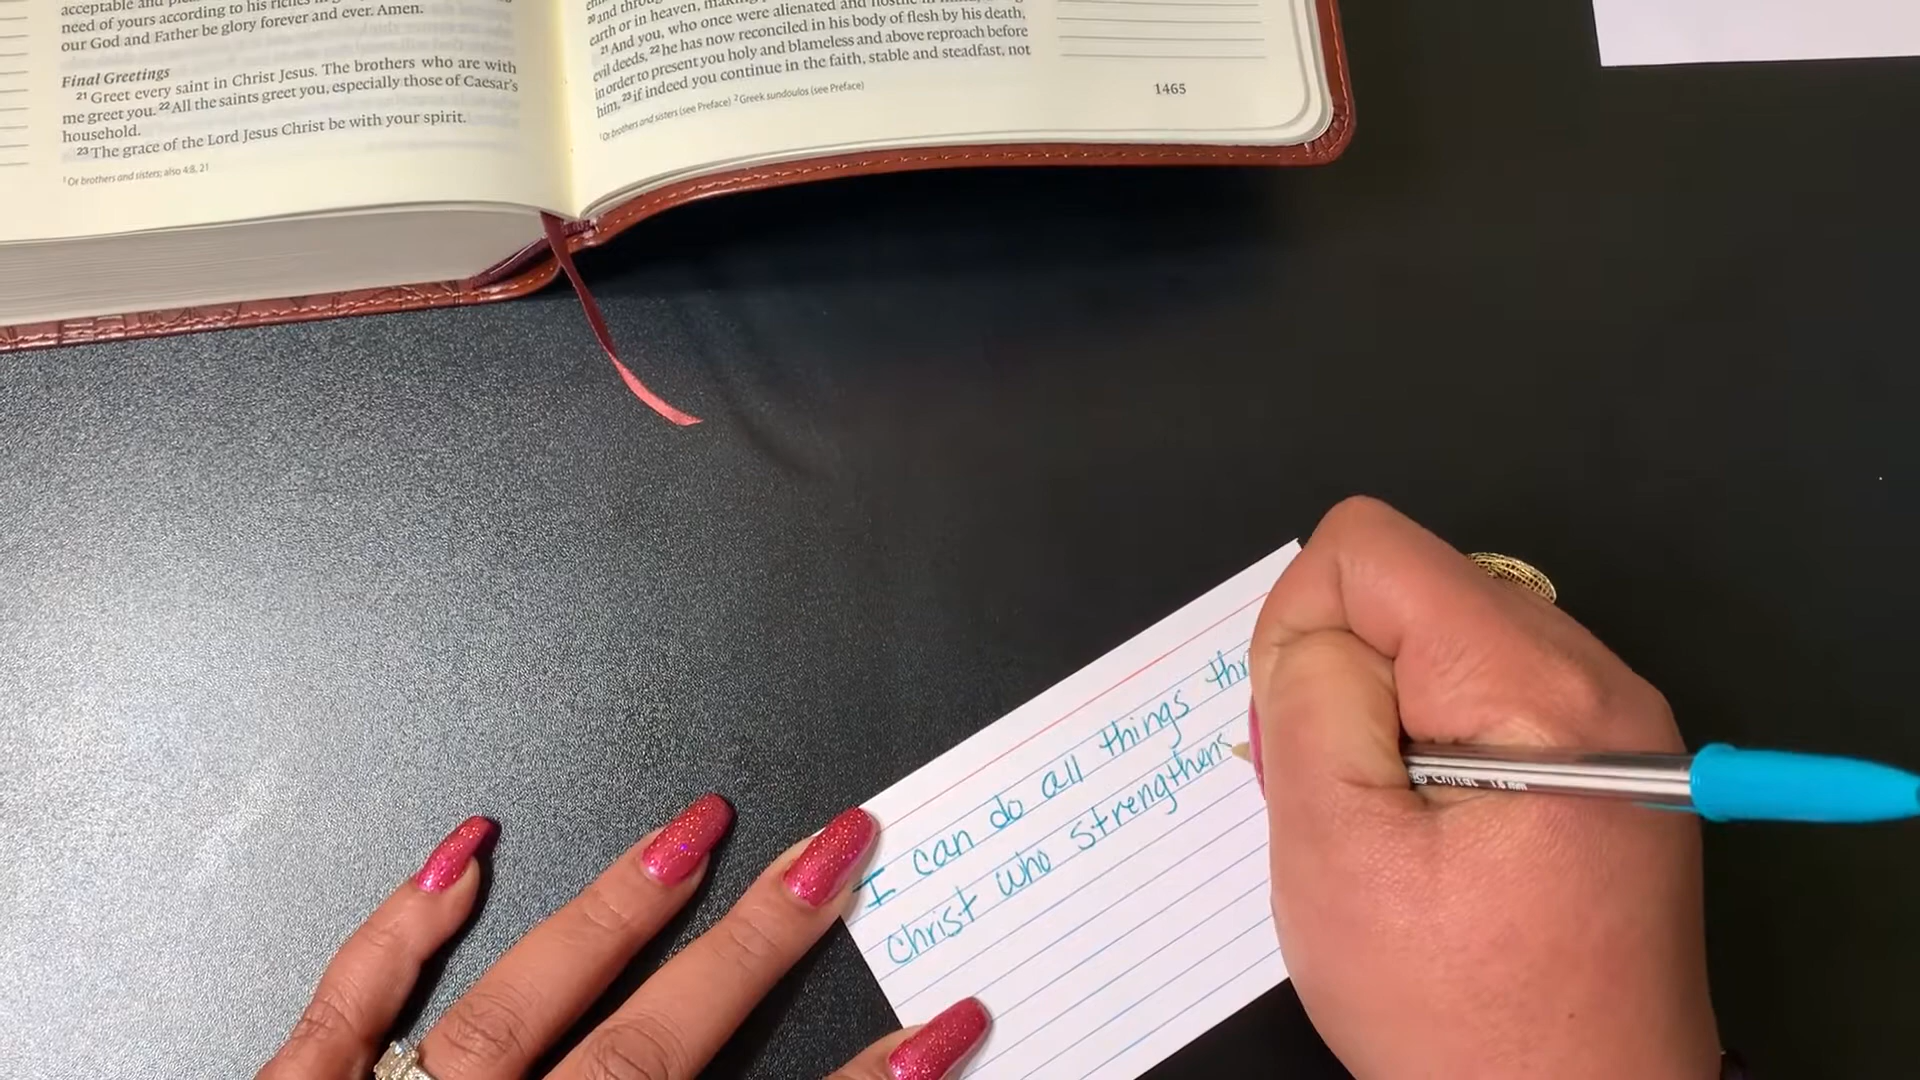 need of yours according to his riches in
our God and Father be glory forever and ever. Amen.
Final Greetings
21 Greet every saint in Christ Jesus. The brothers who are with
me greet you. 22 All the saints greet you, especially those of Caesar's
household.
23 The grace of the Lord Jesus Christ be with your spirit.
1 Or brothers and sisters; also 4:8, 21
20 and through
earth or in heaven, making
21 And you, who once were alienated and hostile in
evil deeds, 22 he has now reconciled in his body of flesh by his death,
in order to present you holy and blameless and above reproach before
him, 23 if indeed you continue in the faith, stable and steadfast, not
1 Or brothers and sisters (see Preface) 2 Greek sundoulos (see Preface)
1465
I can do all things thr
Christ who strengthens
Cristal 1.6 mm